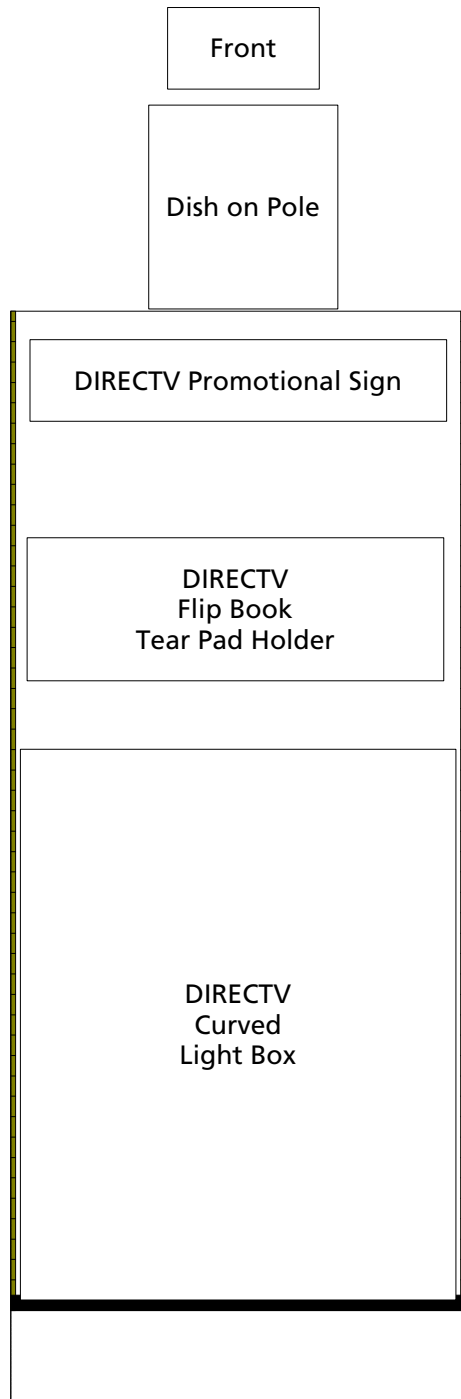 Front
Dish on Pole
DIRECTV Promotional Sign
DIRECTV
Flip Book
Tear Pad Holder
DIRECTV
Curved
Light Box